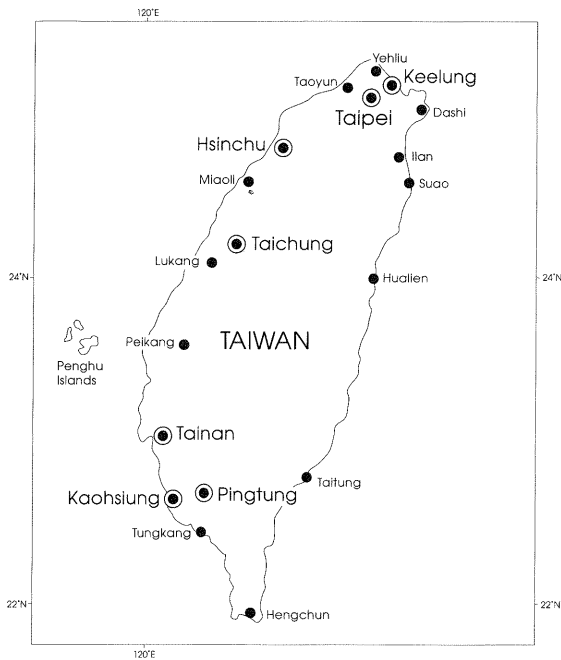 120°E
Yehliu
Keelung
Taoyun
Taipei
Dashi
Hsinchu
Ilan
Miaoli
Suao
Taichung
Lukang
24°N
Hualien
24°N
Peikang
TAIWAN
Penghu
Islands
Tainan
Taitung
Kaohsiung
Pingtung
Tungkang
22°N
22°N
Hengchun
120°E